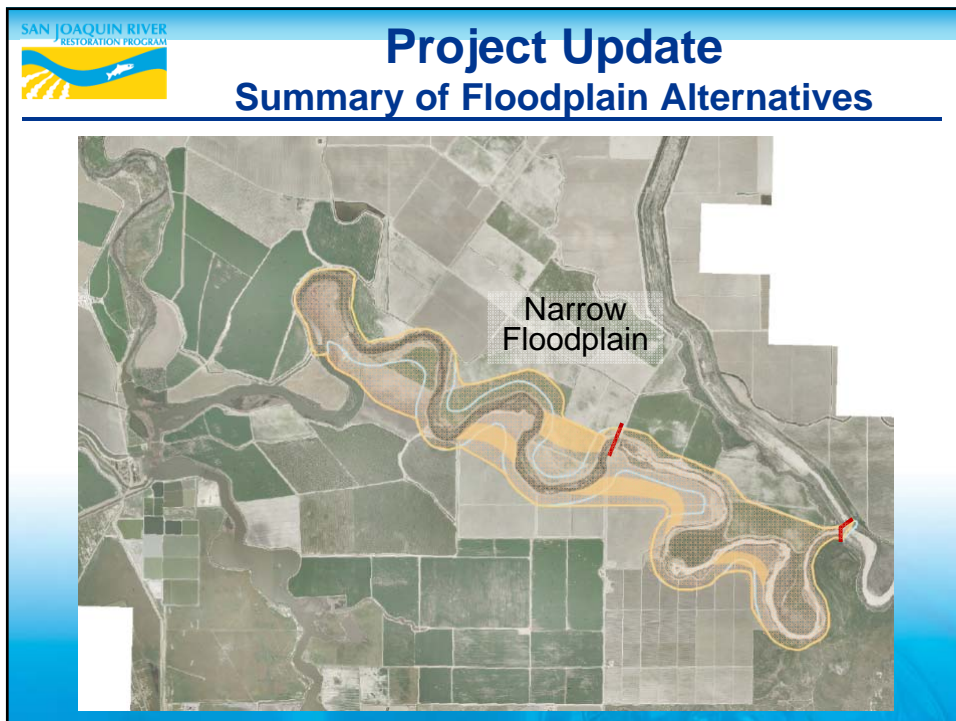 SAN JOAQUIN RIVER
RESTORATION PROGRAM
Project Update
Summary of Floodplain Alternatives
Narrow
Floodplain